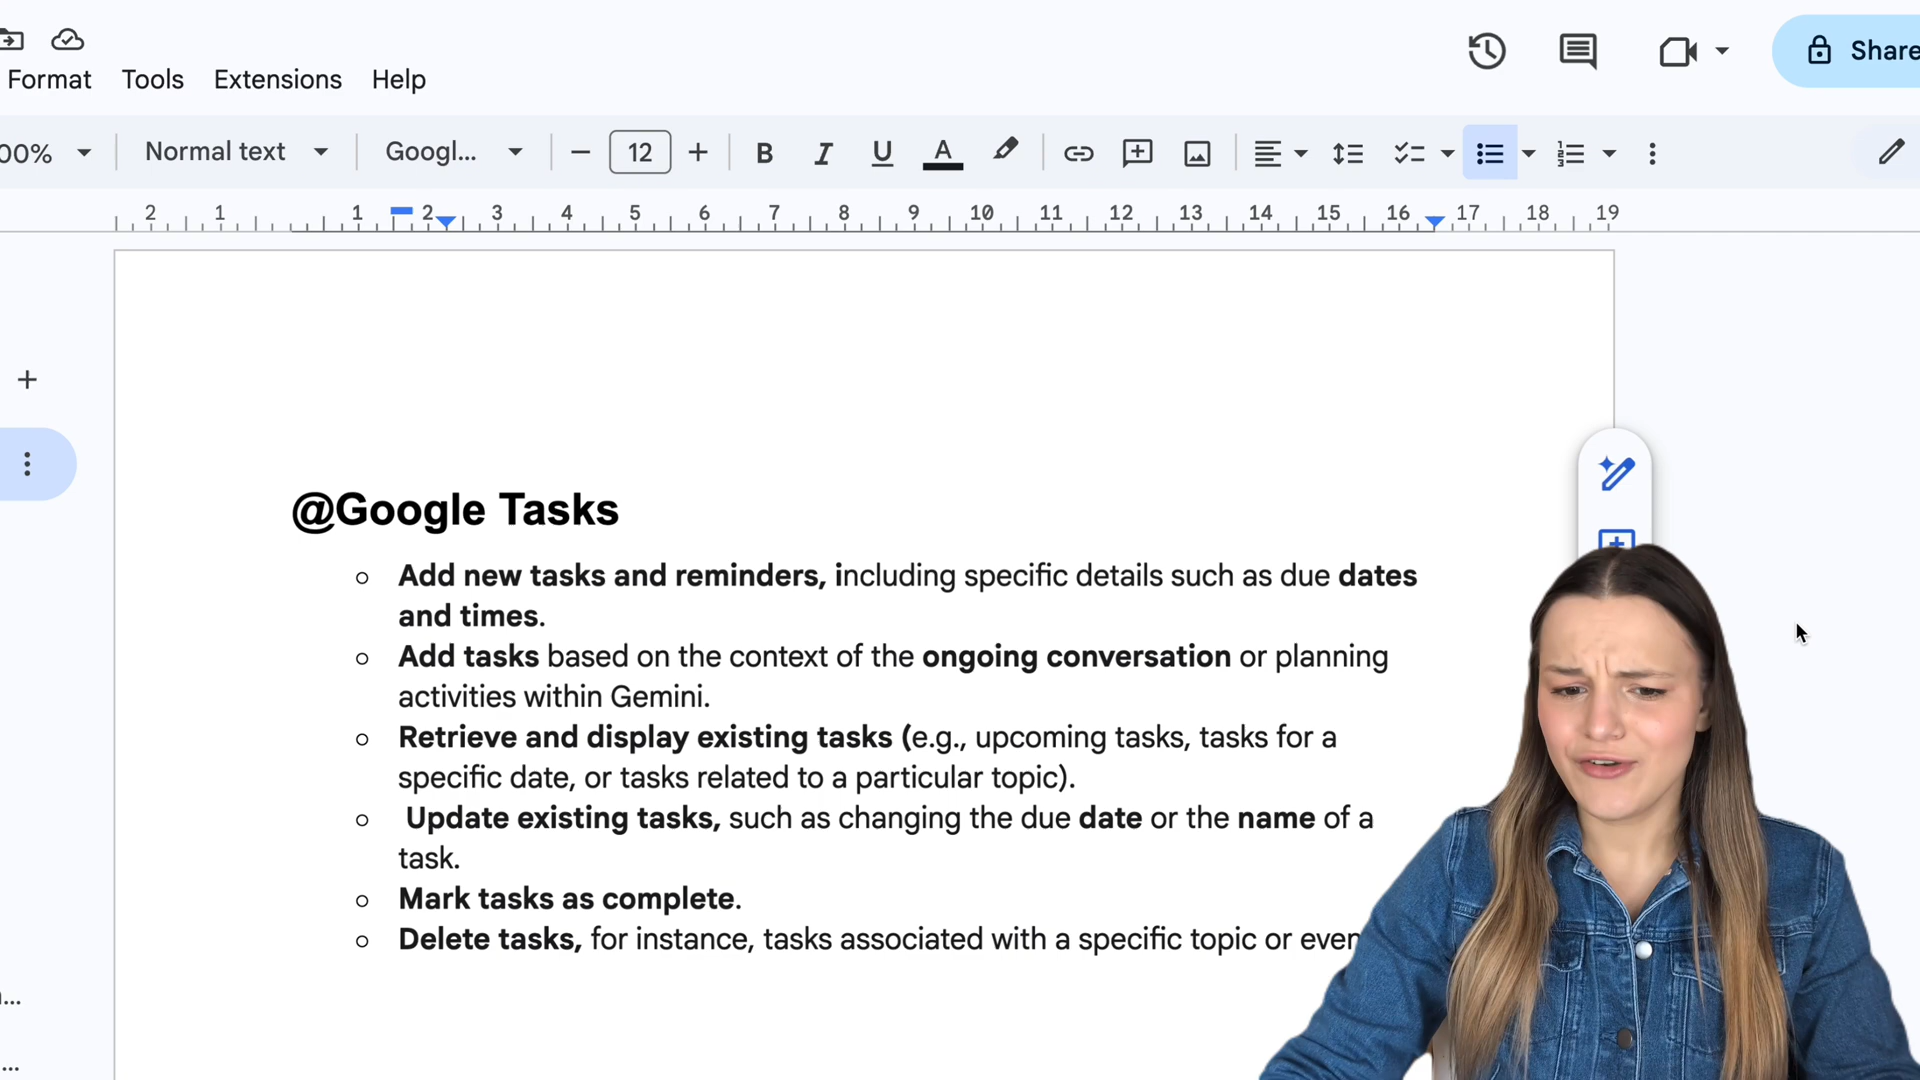 Format Tools Extensions Help
Share
00% Normal text Googl... 12
2 1 1 2 3 4 5 6 7 8 9 10 11 12 13 14 15 16 17 18 19
@Google Tasks
Add new tasks and reminders, including specific details such as due dates
and times.
Add tasks based on the context of the ongoing conversation or planning
activities within Gemini.
Retrieve and display existing tasks (e.g., upcoming tasks, tasks for a
specific date, or tasks related to a particular topic).
Update existing tasks, such as changing the due date or the name of a
task.
Mark tasks as complete.
Delete tasks, for instance, tasks associated with a specific topic or even